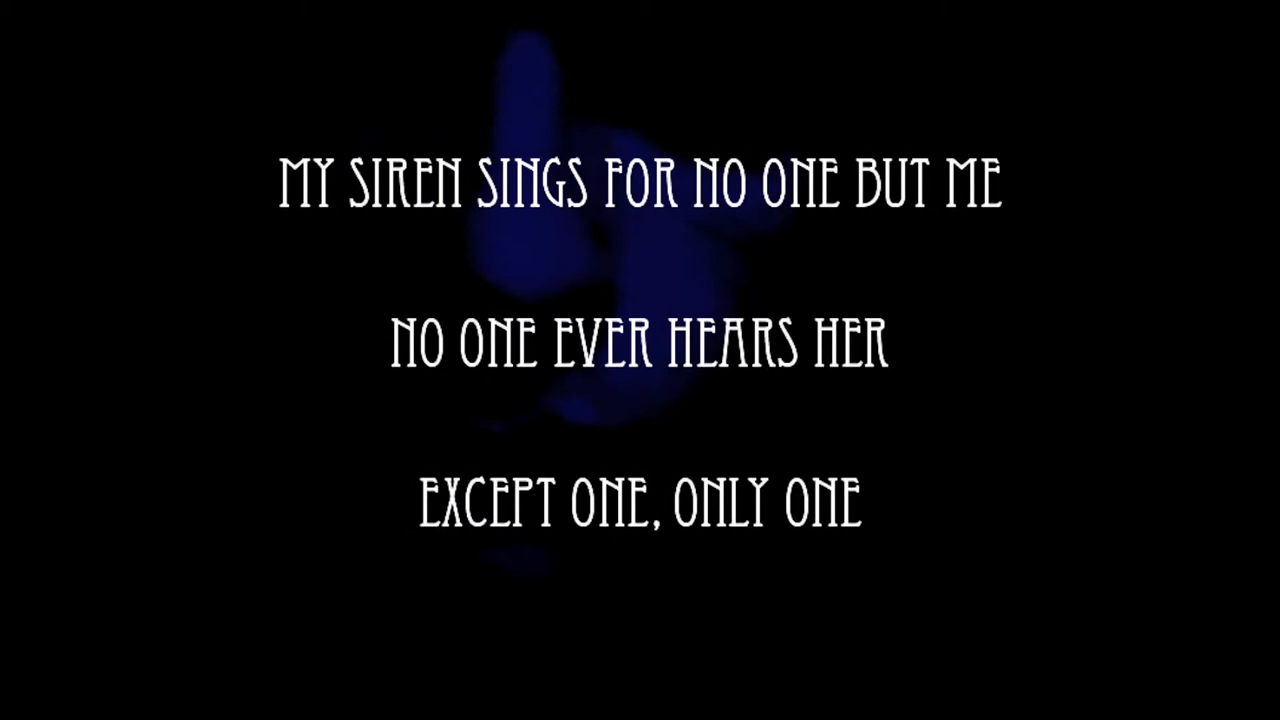 MY SIREN SINGS FOR NO ONE BUT ME
NO ONE EVER HEARS HER
EXCEPT ONE, ONLY ONE